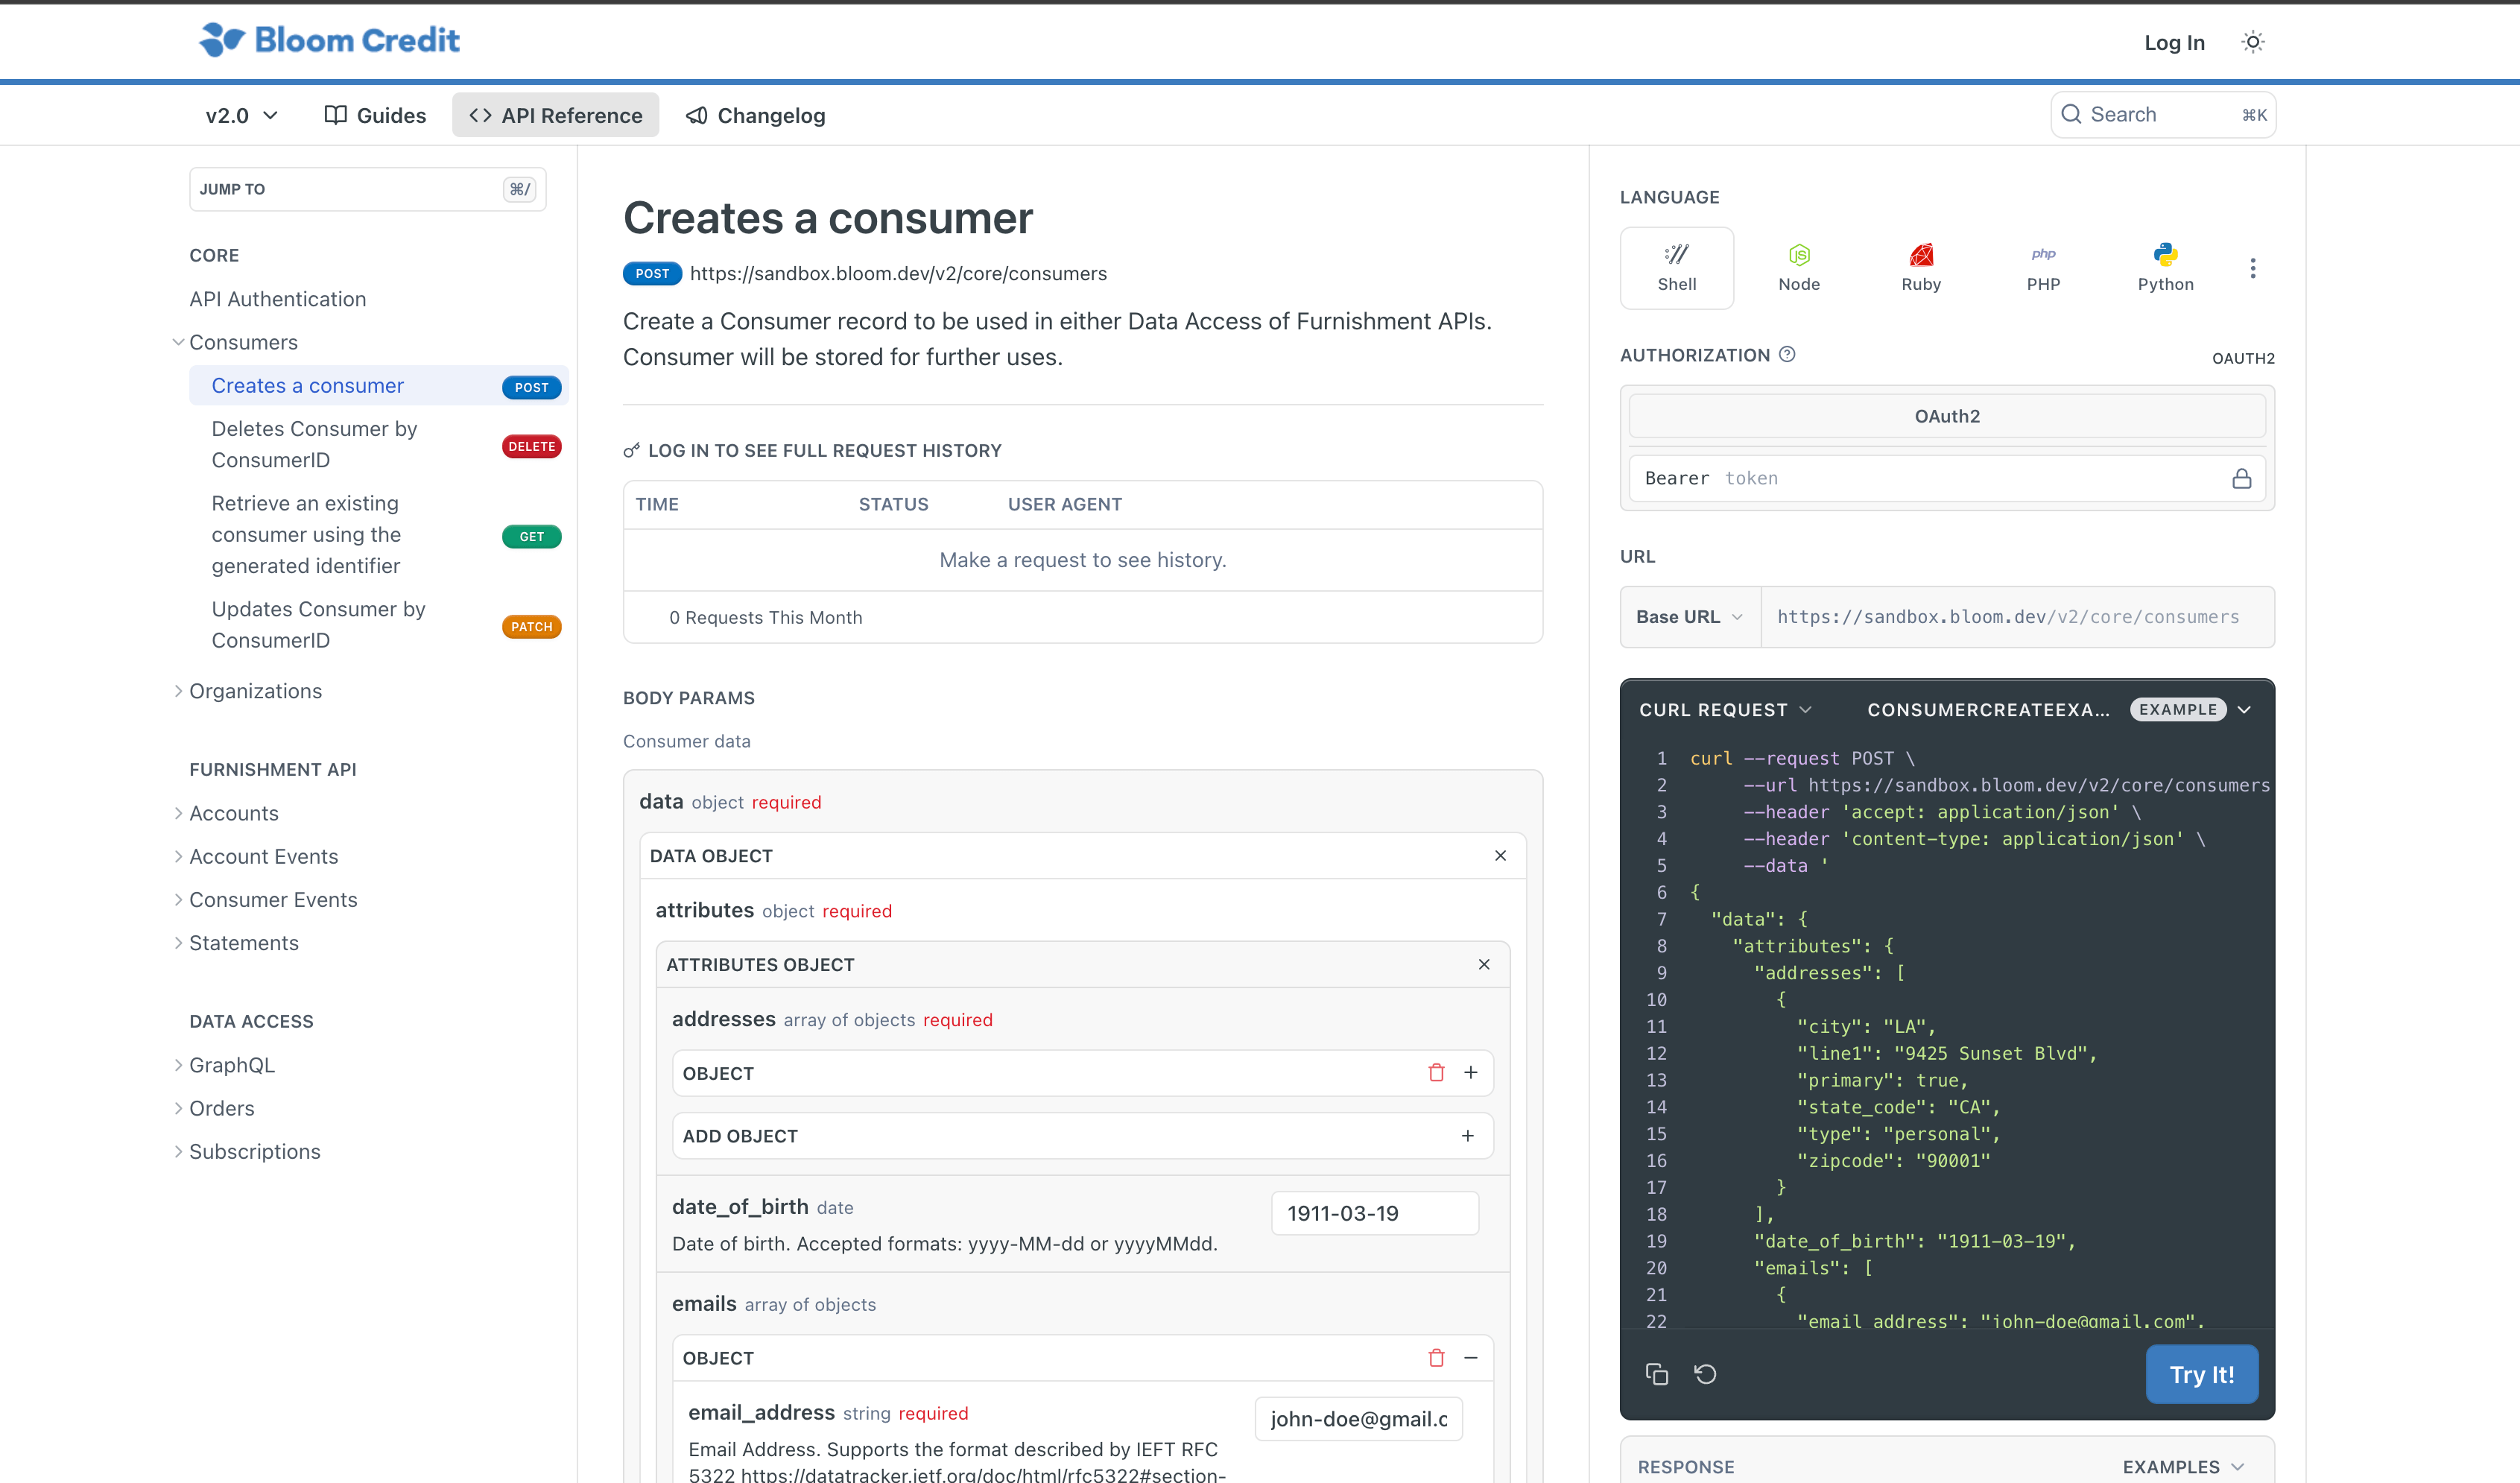 Bloom Credit
Log In
v2.0
Guides
API Reference
Changelog
Search
⌘K
JUMP TO
⌘/
CORE
API Authentication
Consumers
Creates a consumer
POST
Deletes Consumer by
ConsumerID
DELETE
Retrieve an existing
consumer using the
generated identifier
GET
Updates Consumer by
ConsumerID
PATCH
Organizations
FURNISHMENT API
Accounts
Account Events
Consumer Events
Statements
DATA ACCESS
GraphQL
Orders
Subscriptions
Creates a consumer
POST https://sandbox.bloom.dev/v2/core/consumers
Create a Consumer record to be used in either Data Access of Furnishment APIs.
Consumer will be stored for further uses.
LOG IN TO SEE FULL REQUEST HISTORY
TIME STATUS USER AGENT
Make a request to see history.
0 Requests This Month
BODY PARAMS
Consumer data
data object required
DATA OBJECT
attributes object required
ATTRIBUTES OBJECT
addresses array of objects required
OBJECT
ADD OBJECT
date_of_birth date
1911-03-19
Date of birth. Accepted formats: yyyy-MM-dd or yyyyMMdd.
emails array of objects
OBJECT
email_address string required
john-doe@gmail.c
Email Address. Supports the format described by IEFT RFC
5322 https://datatracker.ietf.org/doc/html/rfc5322#section-
LANGUAGE
Shell
Node
Ruby
php
PHP
Python
AUTHORIZATION
OAUTH2
OAuth2
Bearer token
URL
Base URL
https://sandbox.bloom.dev/v2/core/consumers
CURL REQUEST
CONSUMERCREATEEXA...
EXAMPLE
1 curl --request POST \
2 --url https://sandbox.bloom.dev/v2/core/consumers
3 --header 'accept: application/json' \
4 --header 'content-type: application/json' \
5 --data '
6 {
7 "data": {
8 "attributes": {
9 "addresses": [
10 {
11 "city": "LA",
12 "line1": "9425 Sunset Blvd",
13 "primary": true,
14 "state_code": "CA",
15 "type": "personal",
16 "zipcode": "90001"
17 }
18 ],
19 "date_of_birth": "1911-03-19",
20 "emails": [
21 {
22 "email_address": "john-doe@gmail.com",
Try It!
RESPONSE
EXAMPLES